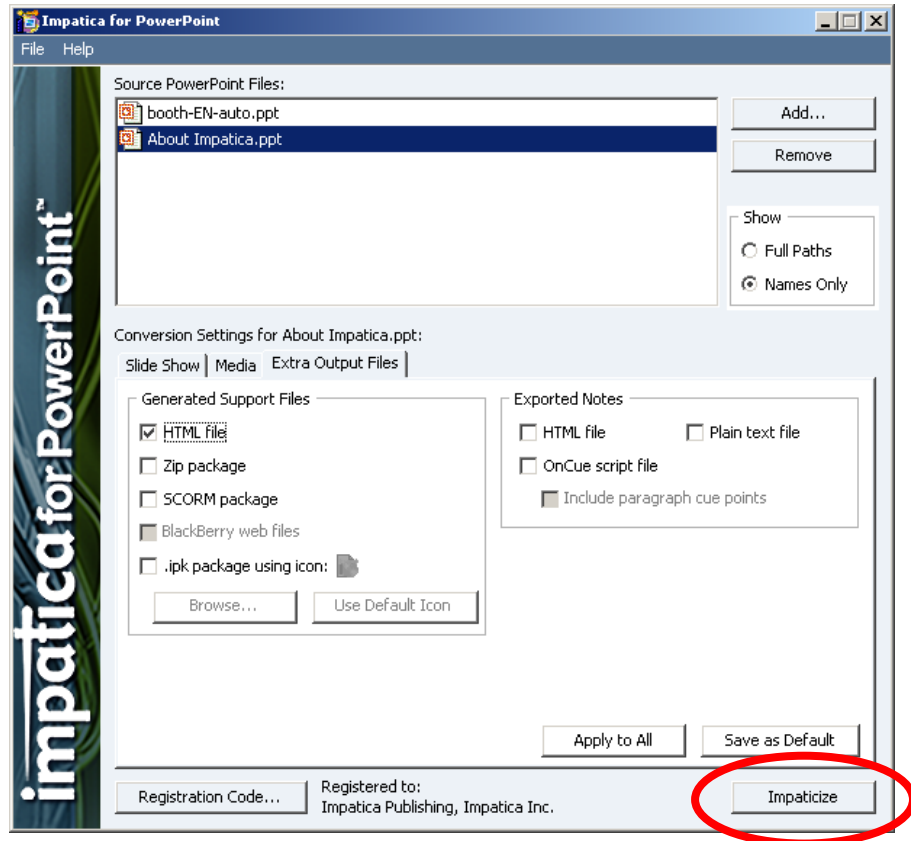 Impatica for PowerPoint
File Help
Source PowerPoint Files:
booth-EN-auto.ppt
About Impatica.ppt
Add...
Remove
Show
Full Paths
Names Only
impatica for PowerPoint™
Conversion Settings for About Impatica.ppt:
Slide Show Media Extra Output Files
Generated Support Files
HTML file
Zip package
SCORM package
BlackBerry web files
.ipk package using icon:
Browse... Use Default Icon
Exported Notes
HTML file Plain text file
OnCue script file
Include paragraph cue points
Apply to All Save as Default
Registration Code...
Registered to:
Impatica Publishing, Impatica Inc.
Impaticize